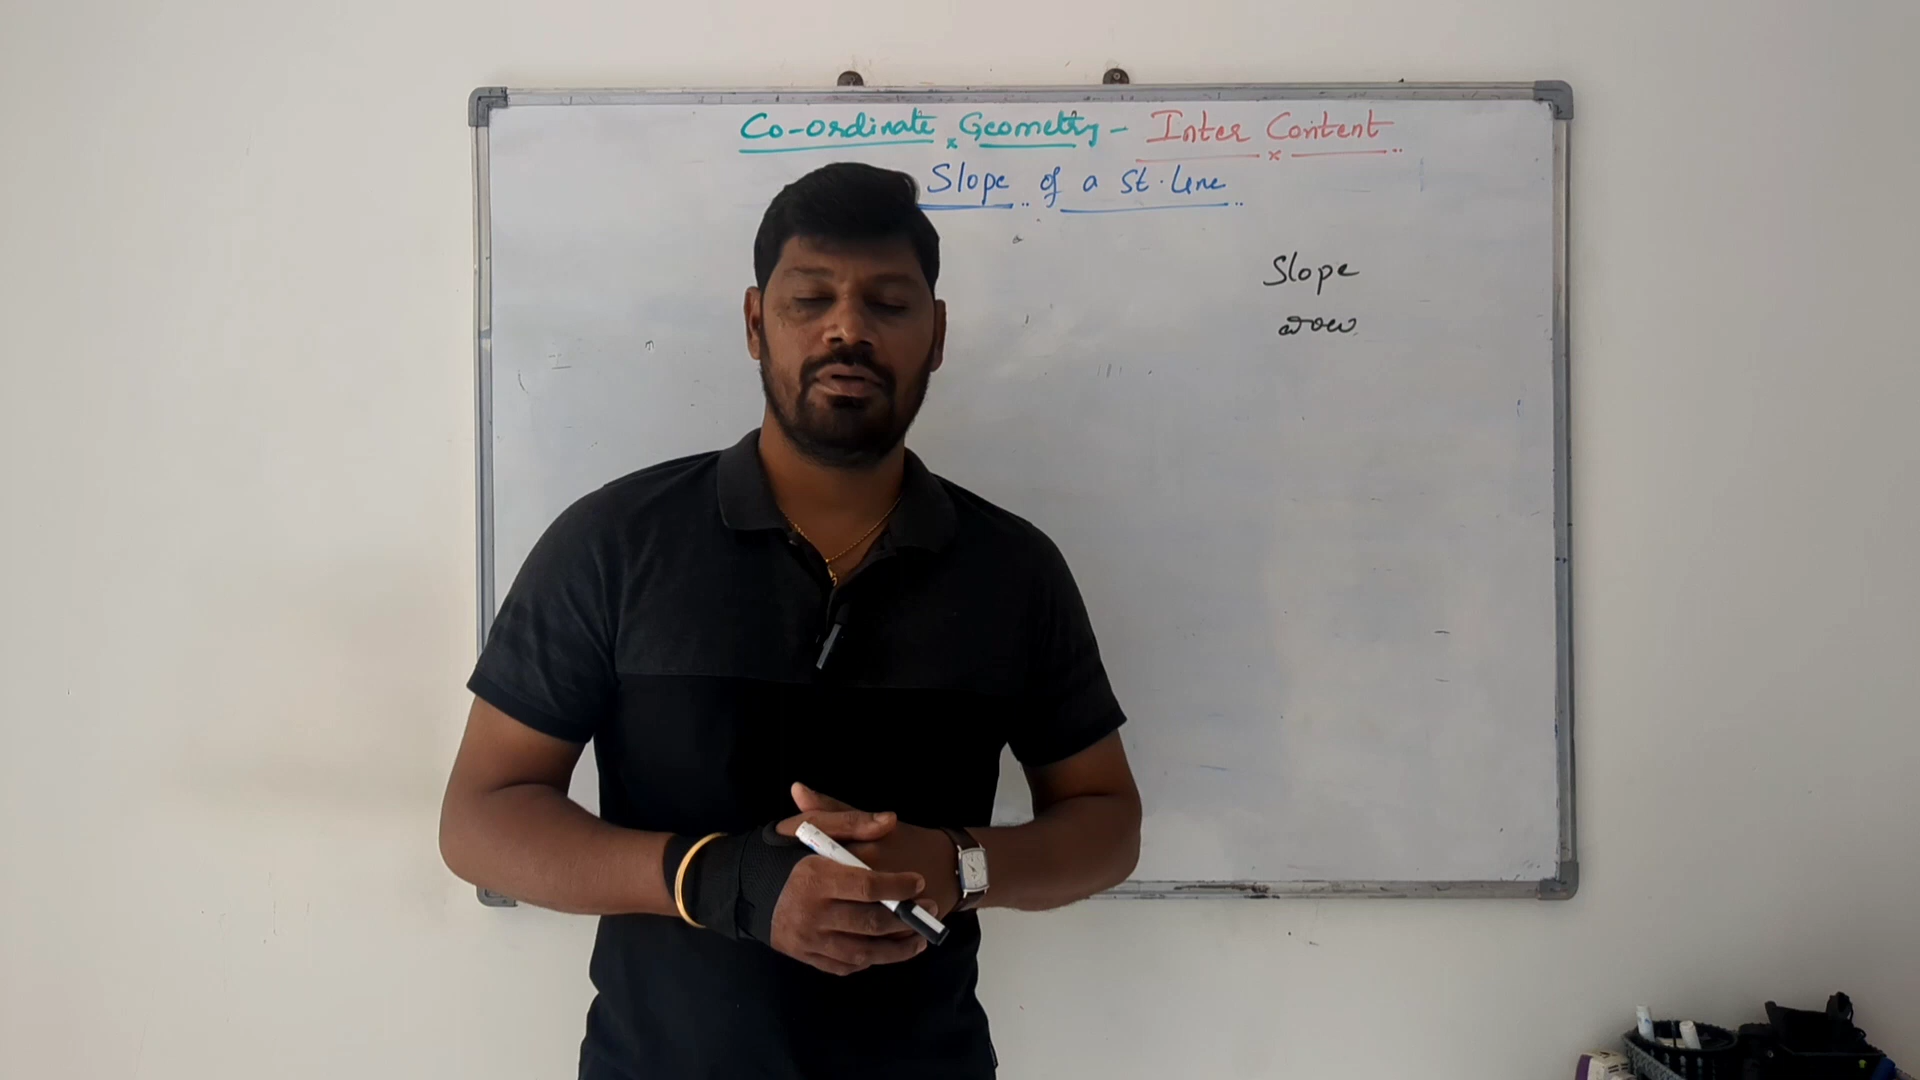 Co-ordinate Geometry - Inter Content
Slope of a St. Line
Slope
వాలు